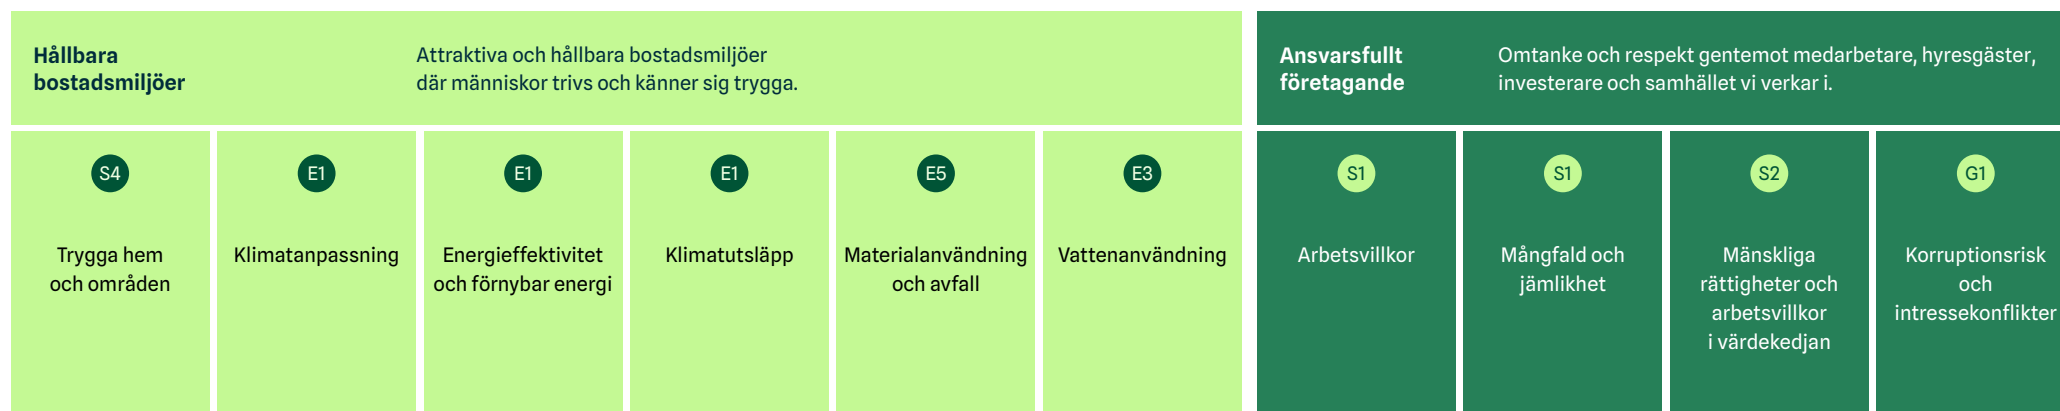 Hållbara
bostadsmiljöer
Attraktiva och hållbara bostadsmiljöer
där människor trivs och känner sig trygga.
S4
Trygga hem
och områden
E1
Klimatanpassning
E1
Energieffektivitet
och förnybar energi
E1
Klimatutsläpp
E5
Materialanvändning
och avfall
E3
Vattenanvändning
Ansvarsfullt
företagande
Omtanke och respekt gentemot medarbetare, hyresgäster,
investerare och samhället vi verkar i.
S1
Arbetsvillkor
S1
Mångfald och
jämlikhet
S2
Mänskliga
rättigheter och
arbetsvillkor
i värdekedjan
G1
Korruptionsrisk
och
intressekonflikter